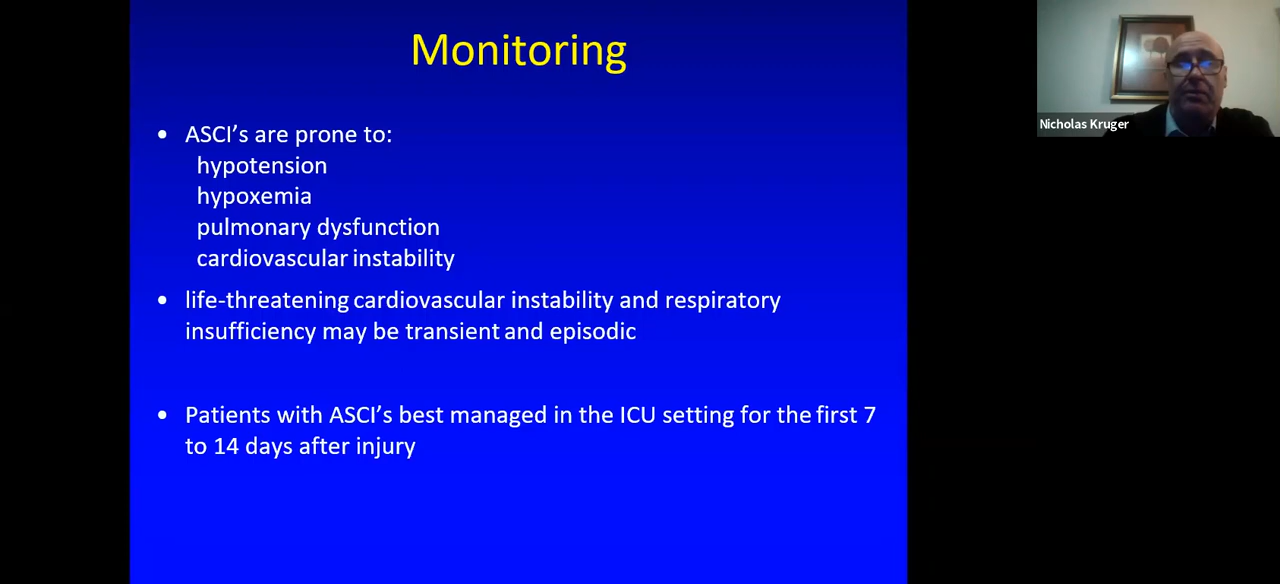 Monitoring
• ASCI's are prone to:
hypotension
hypoxemia
pulmonary dysfunction
cardiovascular instability
• life-threatening cardiovascular instability and respiratory
insufficiency may be transient and episodic
• Patients with ASCI's best managed in the ICU setting for the first 7
to 14 days after injury
Nicholas Kruger